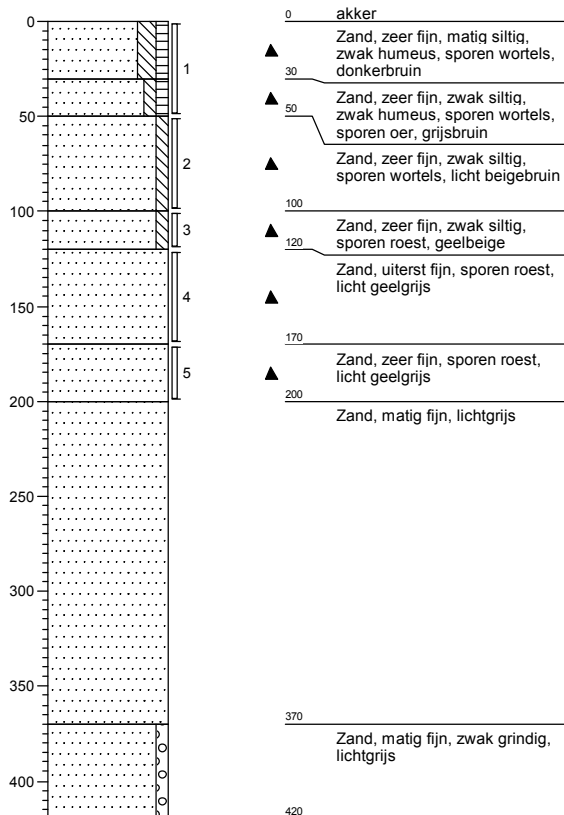 0
50
100
150
200
250
300
350
400
1
2
3
4
5
0 akker
Zand, zeer fijn, matig siltig,
zwak humeus, sporen wortels,
donkerbruin
30
Zand, zeer fijn, zwak siltig,
zwak humeus, sporen wortels,
sporen oer, grijsbruin
50
Zand, zeer fijn, zwak siltig,
sporen wortels, licht beigebruin
100
Zand, zeer fijn, zwak siltig,
sporen roest, geelbeige
120
Zand, uiterst fijn, sporen roest,
licht geelgrijs
170
Zand, zeer fijn, sporen roest,
licht geelgrijs
200
Zand, matig fijn, lichtgrijs
370
Zand, matig fijn, zwak grindig,
lichtgrijs
420